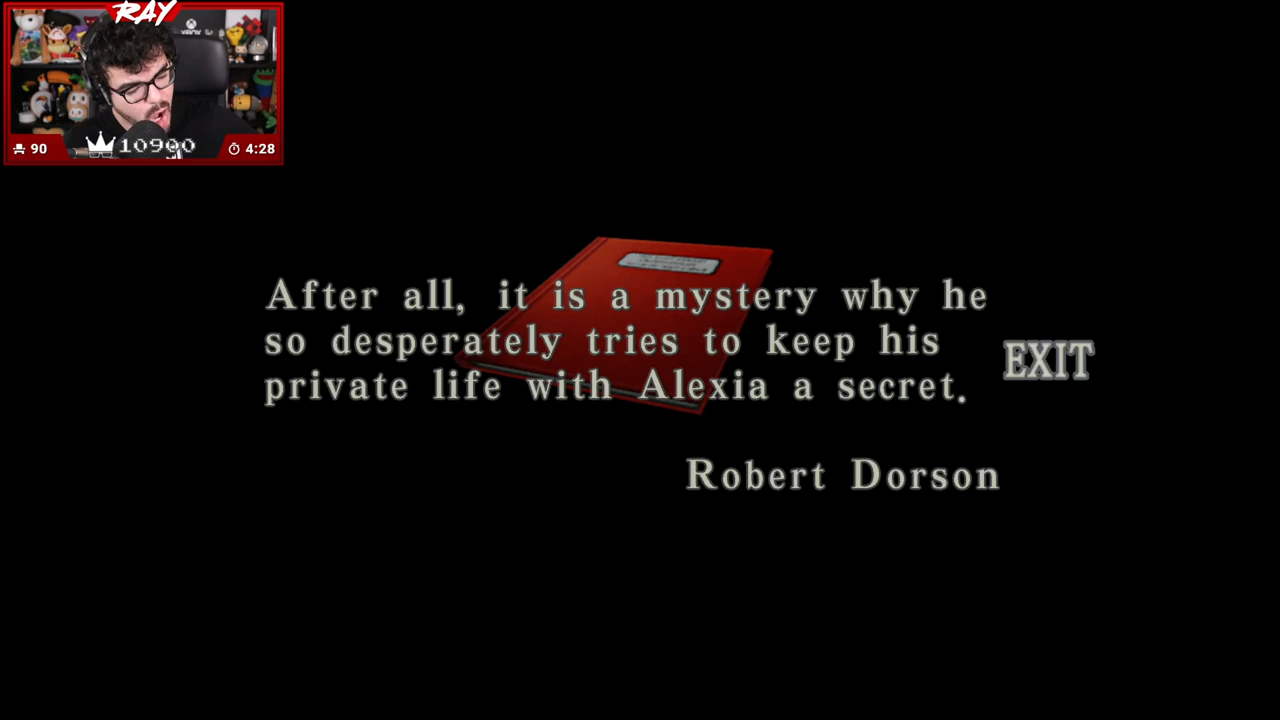 RAY
90
10900
4:28
After all, it is a mystery why he
so desperately tries to keep his
private life with Alexia a secret.
EXIT
Robert Dorson